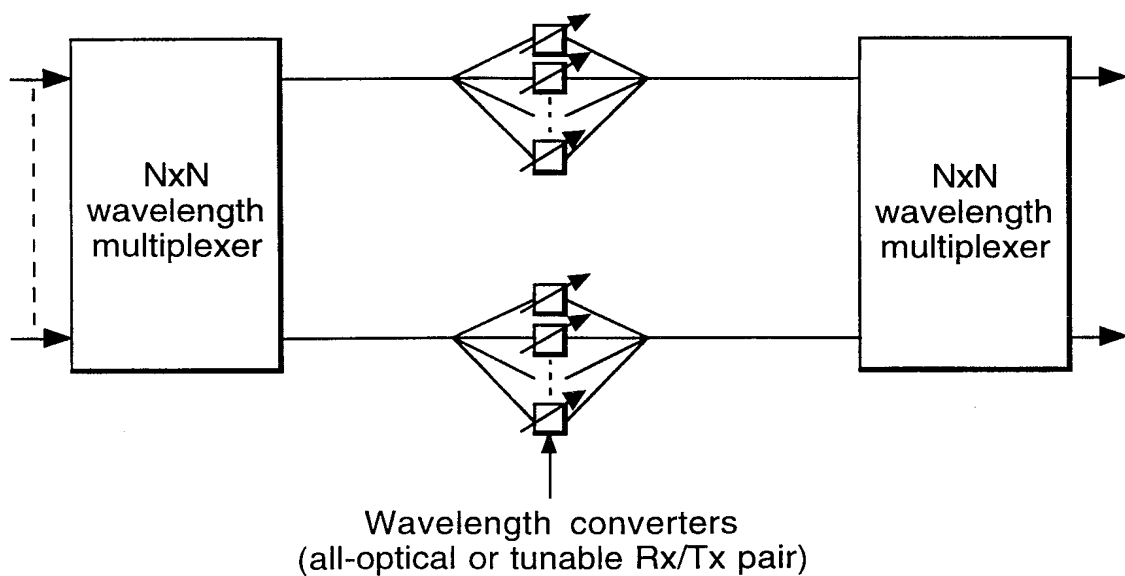 NxN
wavelength
multiplexer
NxN
wavelength
multiplexer
Wavelength converters
(all-optical or tunable Rx/Tx pair)